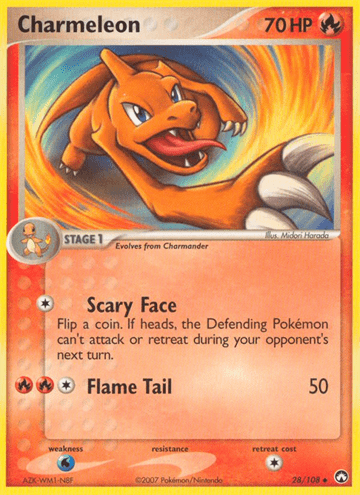 Charmeleon 70 HP
Illus. Midori Harada
STAGE 1
Evolves from Charmander
Scary Face
Flip a coin. If heads, the Defending Pokémon
can't attack or retreat during your opponent's
next turn.
Flame Tail 50
weakness resistance retreat cost
AZK-WM1-N8F ©2007 Pokémon/Nintendo 28/108